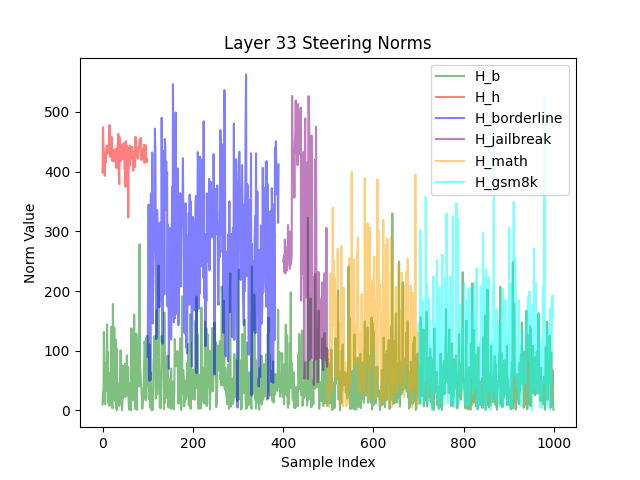 Layer 33 Steering Norms
H_b
H_h
H_borderline
H_jailbreak
H_math
H_gsm8k
500
400
300
200
100
0
Norm Value
0
200
400
600
800
1000
Sample Index